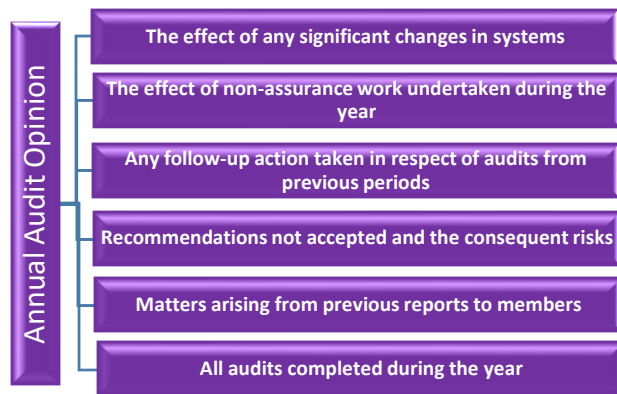 Annual Audit Opinion
The effect of any significant changes in systems
The effect of non-assurance work undertaken during the
year
Any follow-up action taken in respect of audits from
previous periods
Recommendations not accepted and the consequent risks
Matters arising from previous reports to members
All audits completed during the year